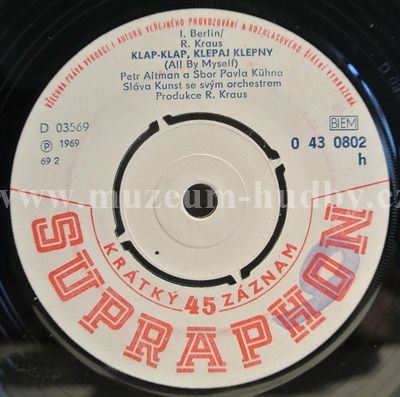 VŠECHNA PRÁVA VÝROBCE I AUTORŮ VEŘEJNÉHO PROVOZOVÁNÍ A ROZHLASOVÉHO ŠÍŘENÍ VYHRAZENA
I. Berlin/
R. Kraus
KLAP-KLAP, KLEPAJ KLEPNY
(All By Myself)
Petr Altman a Sbor Pavla Kühna
Sláva Kunst se svým orchestrem
Produkce R. Kraus
D 03569
Ⓟ 1969
69 2
BIEM
0 43 0802
h
www.muzeum-hudby.cz
KRÁTKÝ 45 ZÁZNAM
SUPRAPHON